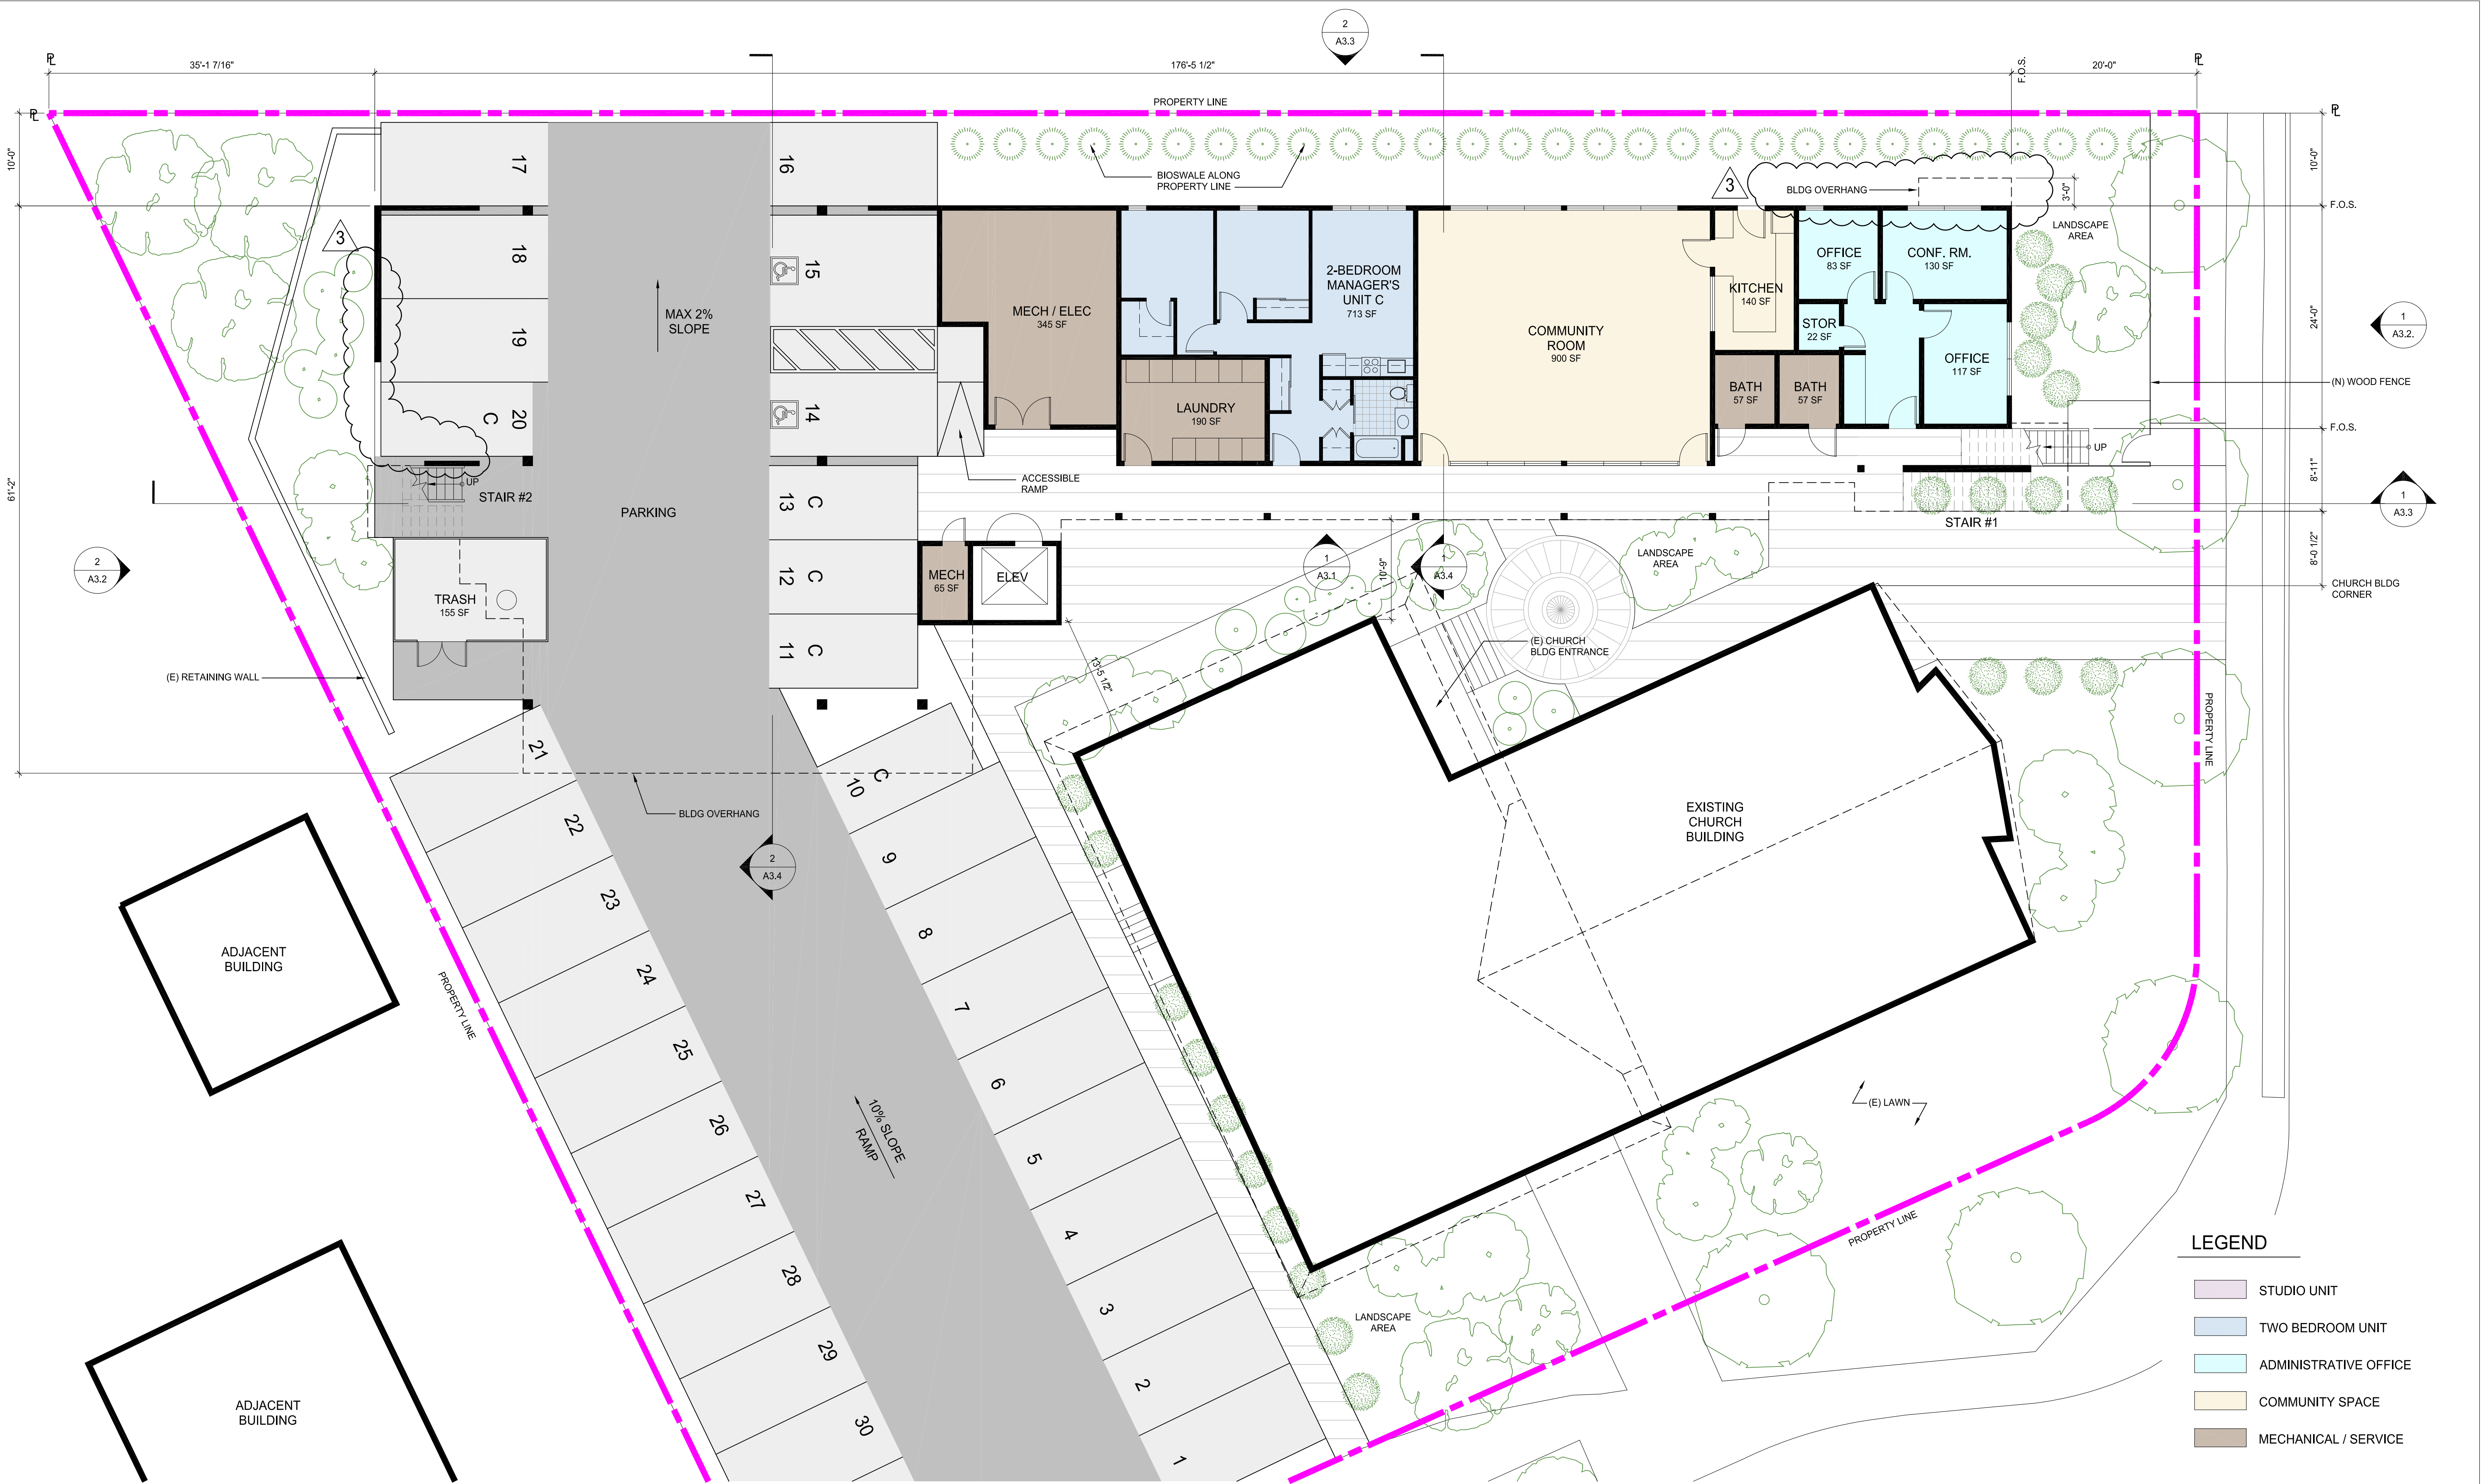 2
A3.3
PL
35'-1 7/16"
176'-5 1/2"
F.O.S.
20'-0"
PL
PL
PROPERTY LINE
PL
10'-0"
17
16
BIOSWALE ALONG
PROPERTY LINE
3
BLDG OVERHANG
3'-0"
10'-0"
F.O.S.
LANDSCAPE
AREA
3
18
15
MAX 2%
SLOPE
19
MECH / ELEC
345 SF
2-BEDROOM
MANAGER'S
UNIT C
713 SF
COMMUNITY
ROOM
900 SF
KITCHEN
140 SF
OFFICE
83 SF
CONF. RM.
130 SF
STOR
22 SF
OFFICE
117 SF
24'-0"
1
A3.2.
(N) WOOD FENCE
C
20
14
LAUNDRY
190 SF
BATH
57 SF
BATH
57 SF
F.O.S.
UP
61'-2"
UP
STAIR #2
PARKING
13
C
ACCESSIBLE
RAMP
8'-11"
1
A3.3
STAIR #1
2
A3.2
12
C
MECH
65 SF
ELEV
1
A3.1
10'-9"
1
A3.4
LANDSCAPE
AREA
8'-0 1/2"
CHURCH BLDG
CORNER
TRASH
155 SF
11
C
(E) CHURCH
BLDG ENTRANCE
(E) RETAINING WALL
13'-5 1/2"
PROPERTY LINE
21
10
C
BLDG OVERHANG
22
9
2
A3.4
EXISTING
CHURCH
BUILDING
23
8
ADJACENT
BUILDING
24
7
PROPERTY LINE
25
6
26
10% SLOPE
RAMP
5
(E) LAWN
27
4
28
3
PROPERTY LINE
29
LANDSCAPE
AREA
2
30
1
ADJACENT
BUILDING
LEGEND
STUDIO UNIT
TWO BEDROOM UNIT
ADMINISTRATIVE OFFICE
COMMUNITY SPACE
MECHANICAL / SERVICE